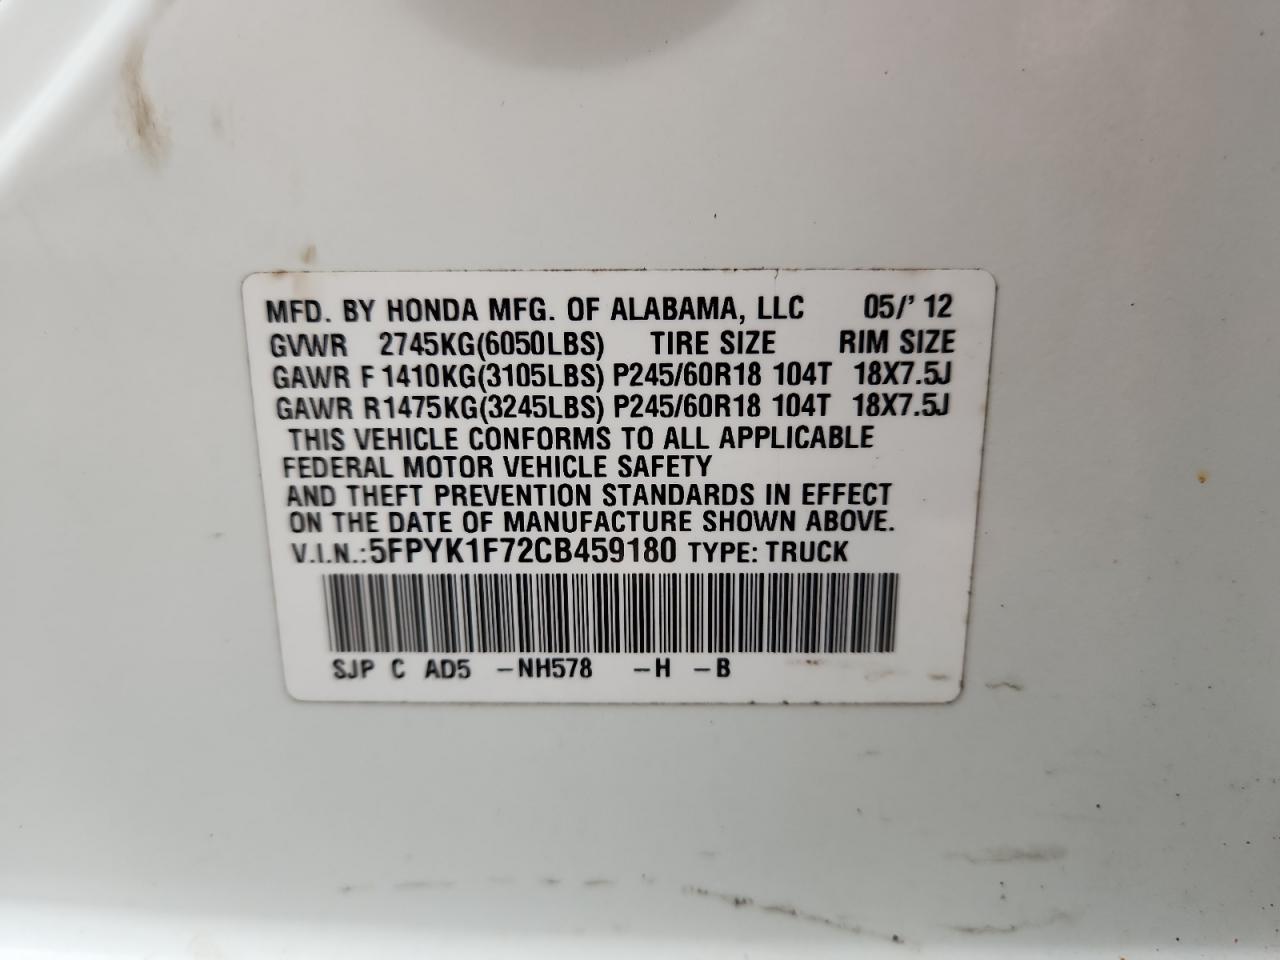 MFD. BY HONDA MFG. OF ALABAMA, LLC 05/' 12
GVWR 2745KG(6050LBS) TIRE SIZE RIM SIZE
GAWR F 1410KG(3105LBS) P245/60R18 104T 18X7.5J
GAWR R1475KG(3245LBS) P245/60R18 104T 18X7.5J
THIS VEHICLE CONFORMS TO ALL APPLICABLE
FEDERAL MOTOR VEHICLE SAFETY
AND THEFT PREVENTION STANDARDS IN EFFECT
ON THE DATE OF MANUFACTURE SHOWN ABOVE.
V.I.N.:5FPYK1F72CB459180 TYPE: TRUCK
SJP C AD5 -NH578 -H -B